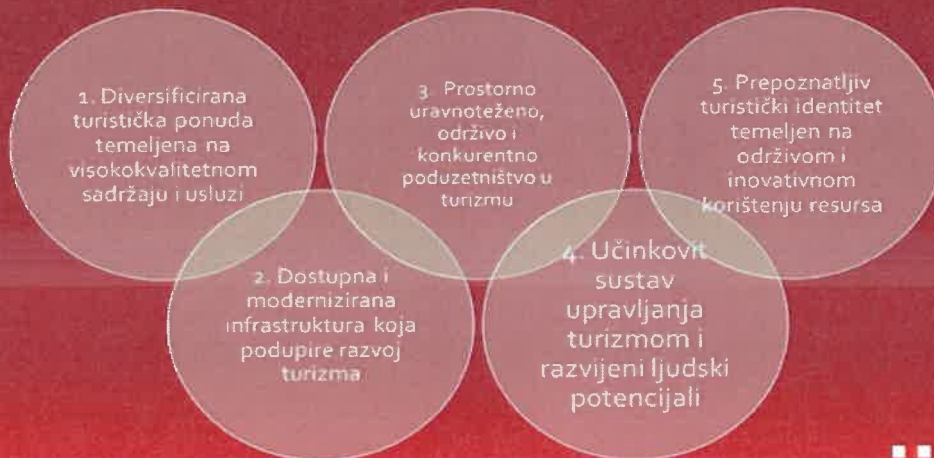 1. Diversificirana
turistička ponuda
temeljena na
visokokvalitetnom
sadržaju i usluzi
2. Dostupna i
modernizirana
infrastruktura koja
podupire razvoj
turizma
3. Prostorno
uravnoteženo,
održivo i
konkurentno
poduzetništvo u
turizmu
4. Učinkovit
sustav
upravljanja
turizmom i
razvijeni ljudski
potencijali
5. Prepoznatljiv
turistički identitet
temeljen na
održivom i
inovativnom
korištenju resursa